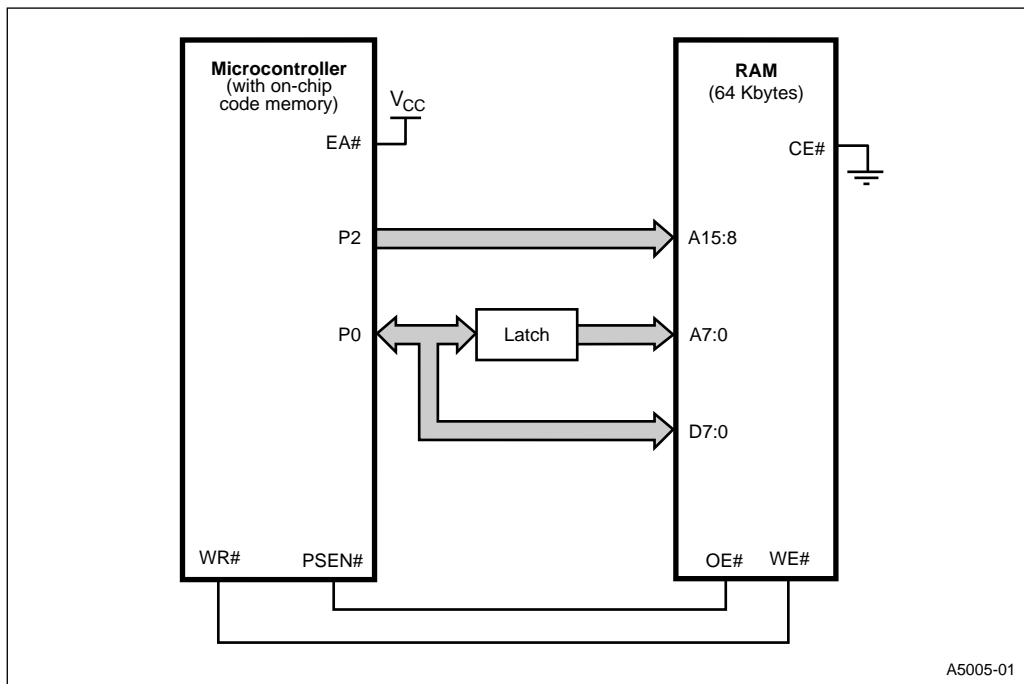 Microcontroller
(with on-chip
code memory)
VCC
EA#
P2
P0
WR#
PSEN#
Latch
RAM
(64 Kbytes)
CE#
A15:8
A7:0
D7:0
OE#
WE#
A5005-01